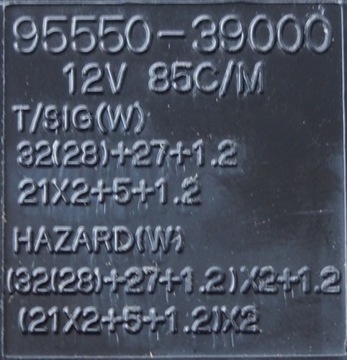 95550-39000
12V 85C/M
T/SIG(W)
32(28)+27+1.2
21X2+5+1.2
HAZARD(W)
(32(28)+27+1.2)X2+1.2
(21X2+5+1.2)X2